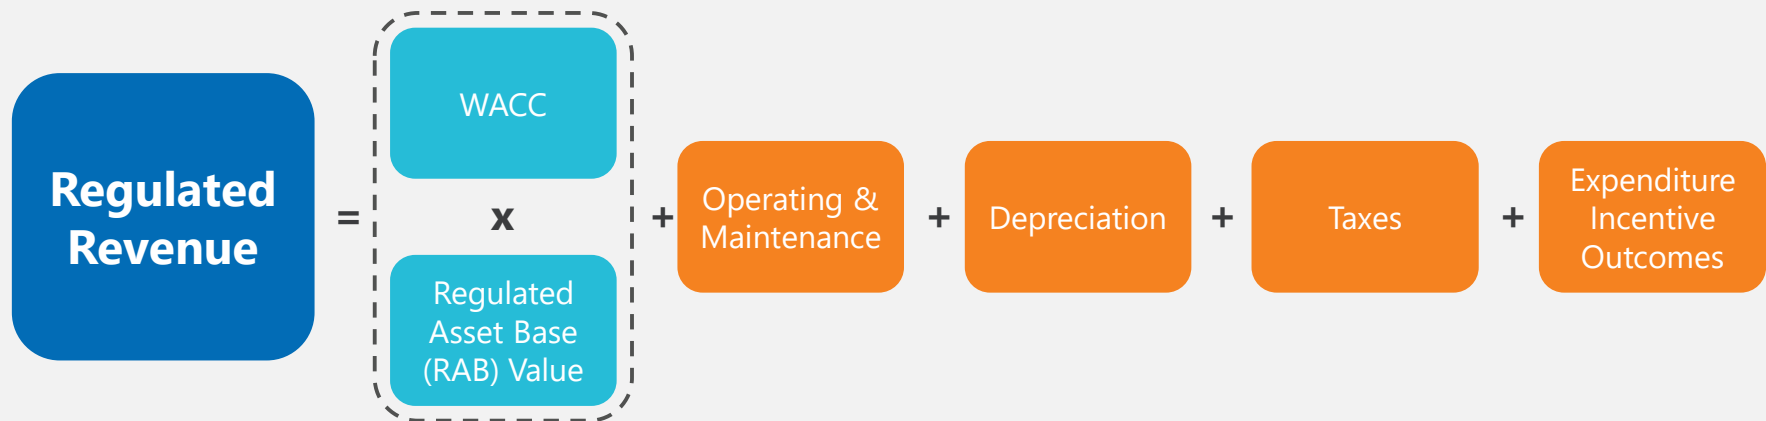 Regulated
Revenue
=
WACC
x
Regulated
Asset Base
(RAB) Value
+
Operating &
Maintenance
+
Depreciation
+
Taxes
+
Expenditure
Incentive
Outcomes